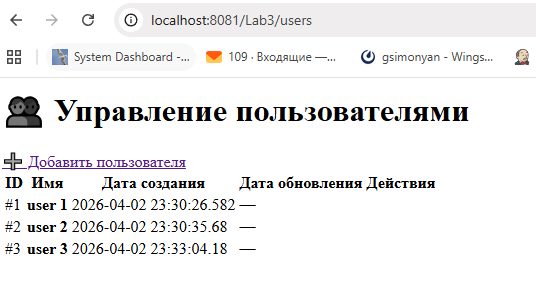 localhost:8081/Lab3/users
System Dashboard -... 109 · Входящие —... gsimonyan - Wings...
Управление пользователями
Добавить пользователя
ID Имя Дата создания Дата обновления Действия
#1 user 1 2026-04-02 23:30:26.582 —
#2 user 2 2026-04-02 23:30:35.68 —
#3 user 3 2026-04-02 23:33:04.18 —